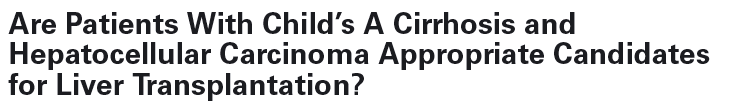 Are Patients With Child's A Cirrhosis and
Hepatocellular Carcinoma Appropriate Candidates
for Liver Transplantation?